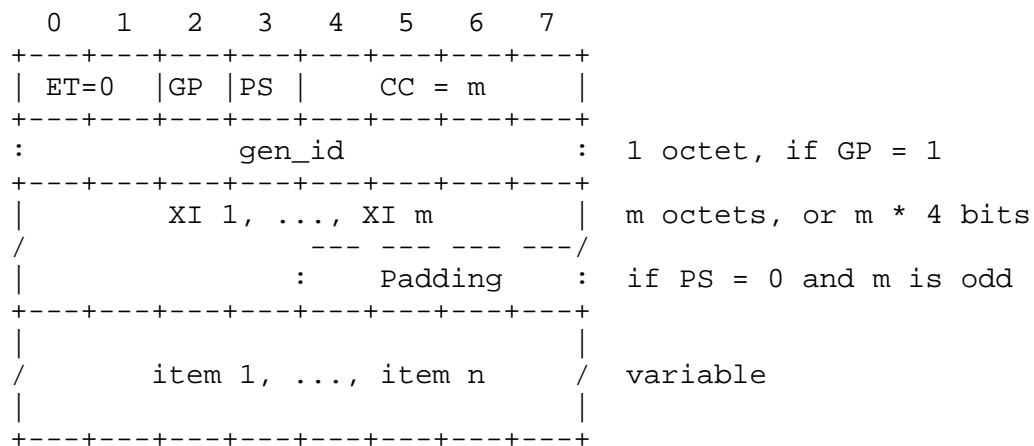 0   1   2   3   4   5   6   7
+---+---+---+---+---+---+---+---+
| ET=0  |GP |PS |    CC = m     |
+---+---+---+---+---+---+---+---+
:            gen_id             :  1 octet, if GP = 1
+---+---+---+---+---+---+---+---+
|        XI 1, ..., XI m        |  m octets, or m * 4 bits
/                --- --- --- ---/
|               :    Padding    :  if PS = 0 and m is odd
+---+---+---+---+---+---+---+---+
|                               |
/       item 1, ..., item n     /  variable
|                               |
+---+---+---+---+---+---+---+---+